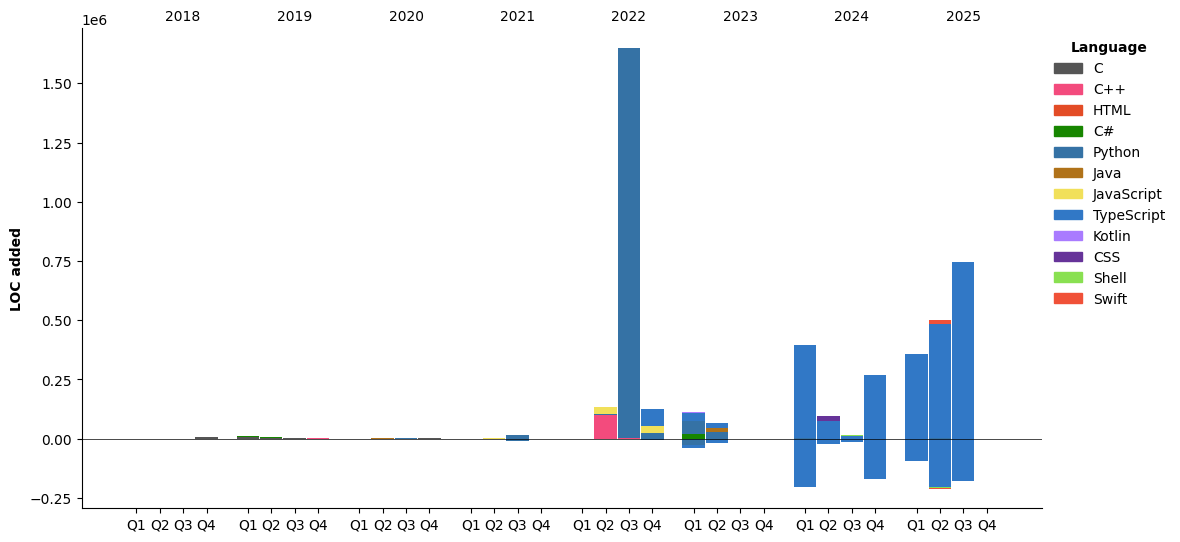 1e6
2018 2019 2020 2021 2022 2023 2024 2025
LOC added
1.50
1.25
1.00
0.75
0.50
0.25
0.00
−0.25
Q1 Q2 Q3 Q4 Q1 Q2 Q3 Q4 Q1 Q2 Q3 Q4 Q1 Q2 Q3 Q4 Q1 Q2 Q3 Q4 Q1 Q2 Q3 Q4 Q1 Q2 Q3 Q4 Q1 Q2 Q3 Q4
Language
C
C++
HTML
C#
Python
Java
JavaScript
TypeScript
Kotlin
CSS
Shell
Swift